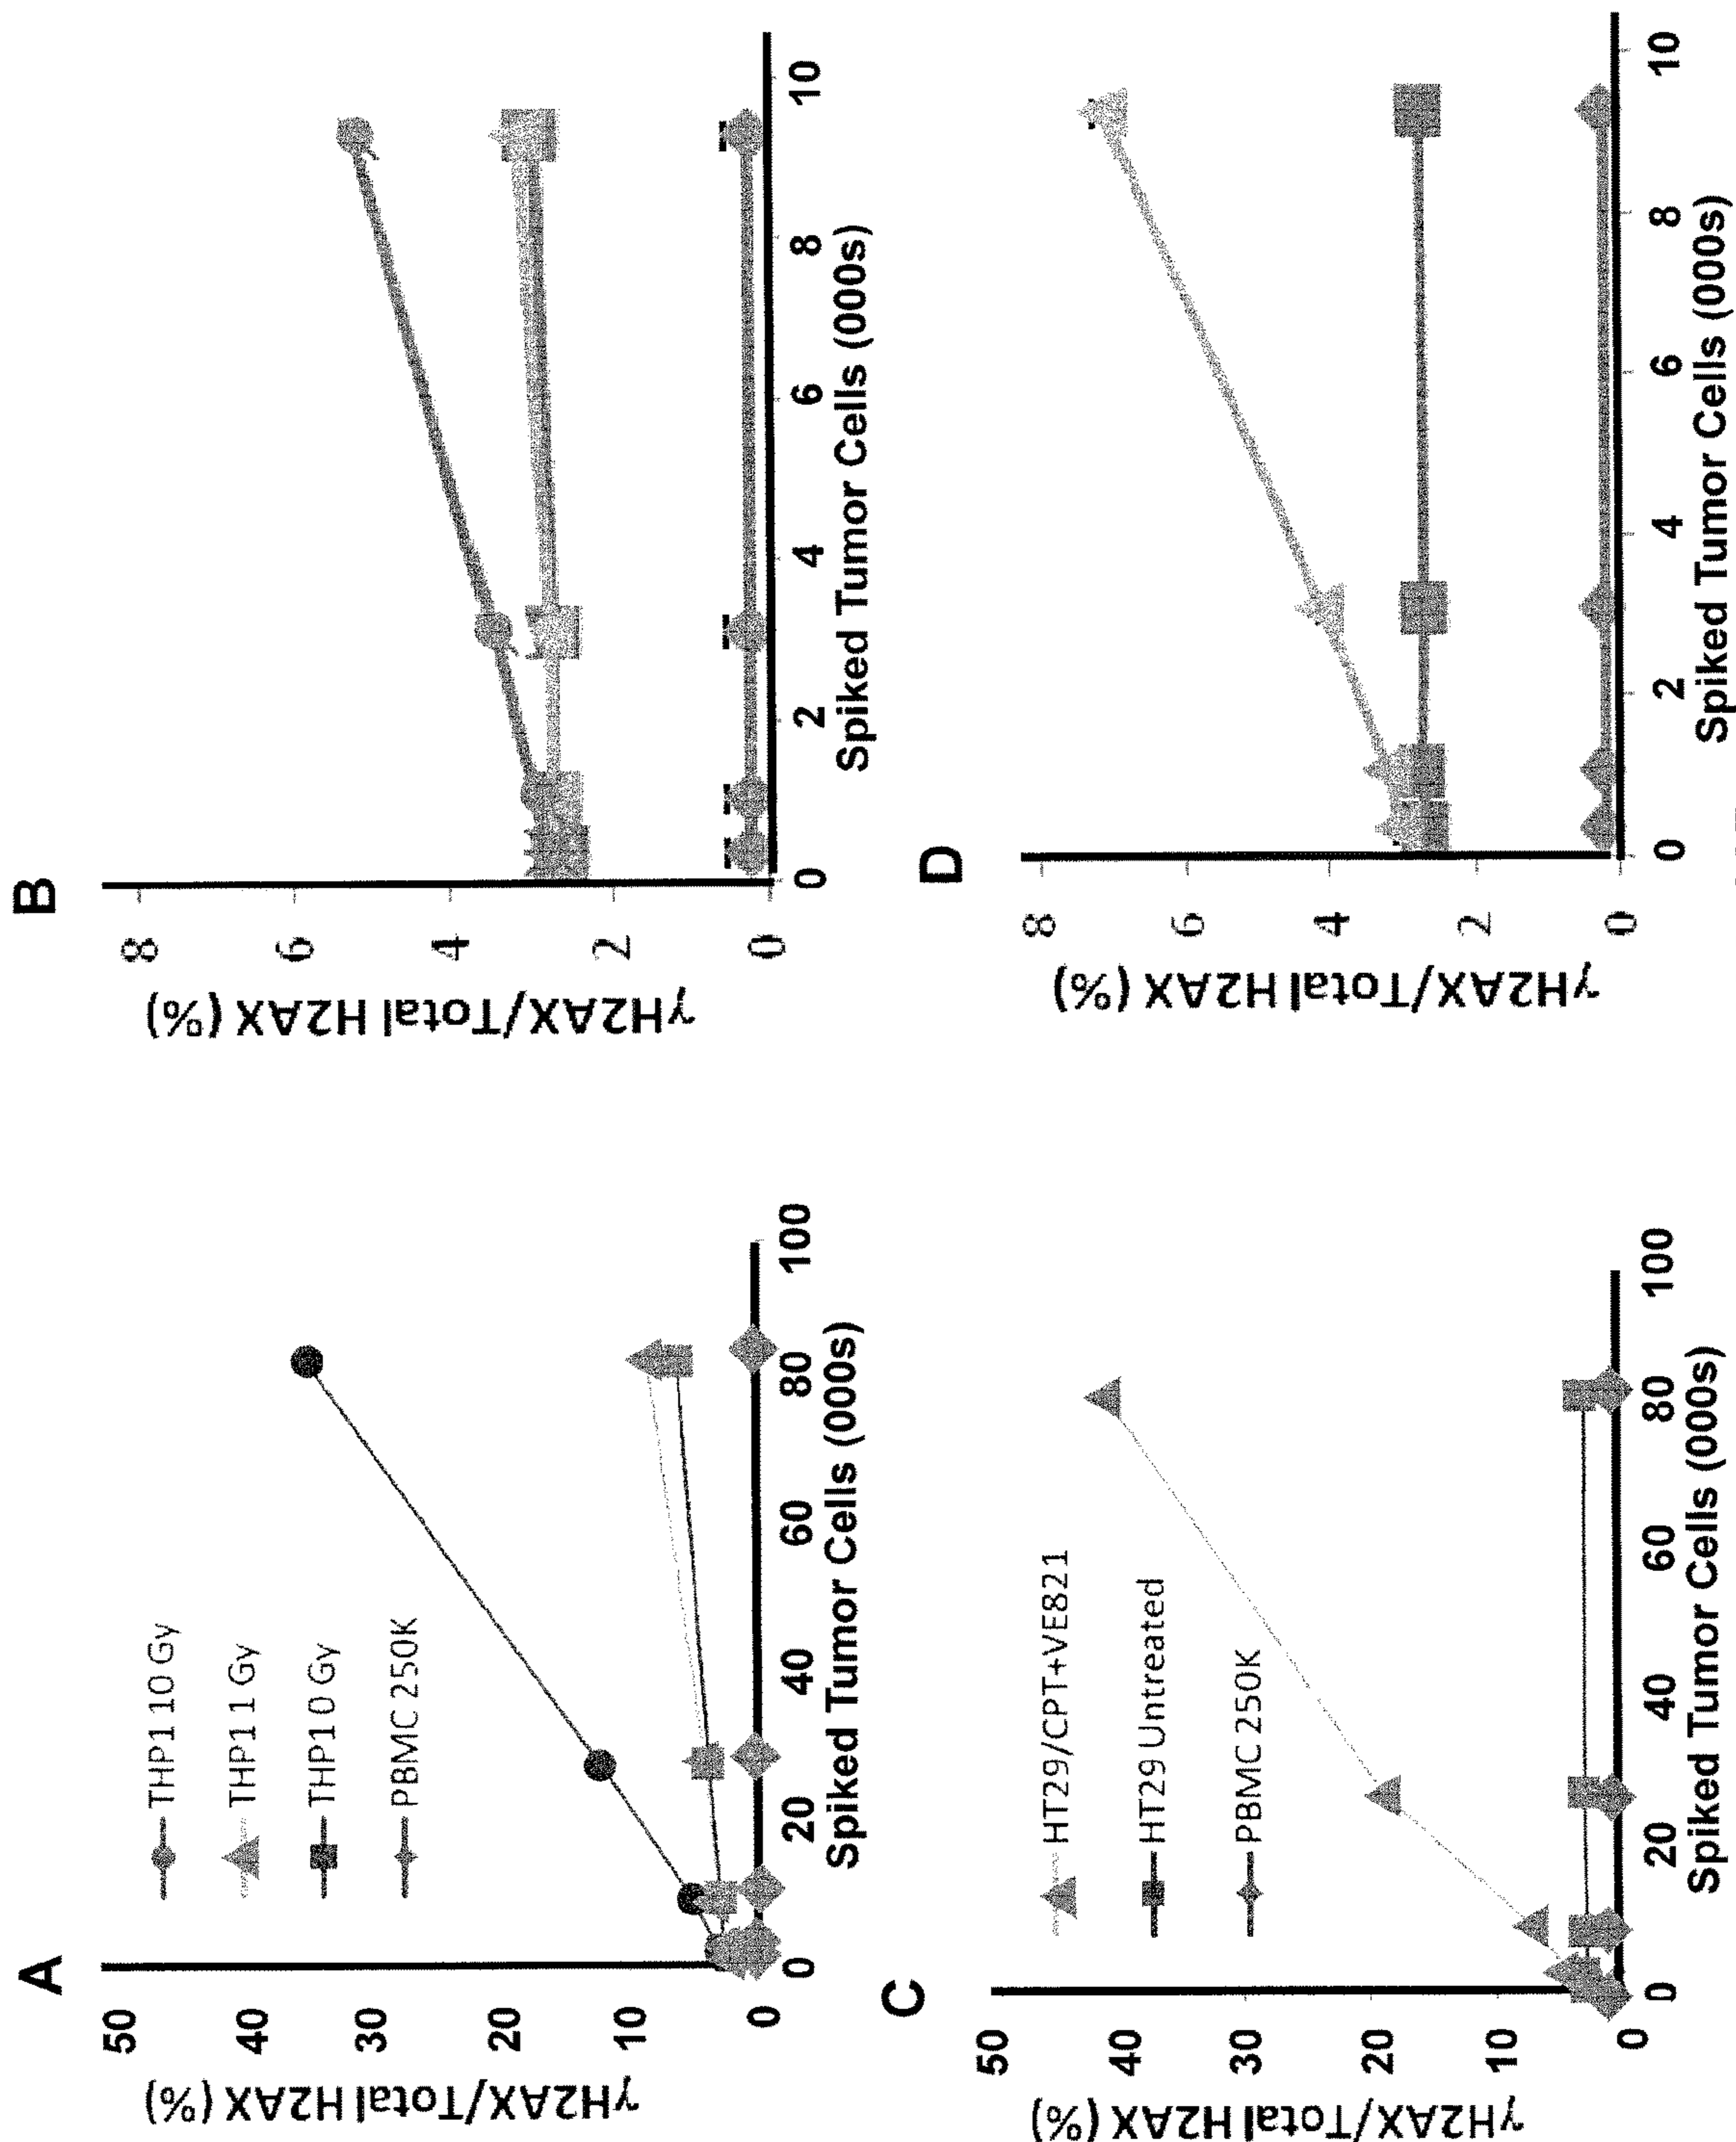 A
γH2AX/Total H2AX (%)
50
40
30
20
10
0
THP1 10 Gy
THP1 1 Gy
THP1 0 Gy
PBMC 250K
0 20 40 60 80 100
Spiked Tumor Cells (000s)
B
γH2AX/Total H2AX (%)
8
6
4
2
0
0 2 4 6 8 10
Spiked Tumor Cells (000s)
C
γH2AX/Total H2AX (%)
50
40
30
20
10
0
HT29/CPT+VE821
HT29 Untreated
PBMC 250K
0 20 40 60 80 100
Spiked Tumor Cells (000s)
D
γH2AX/Total H2AX (%)
8
6
4
2
0
0 2 4 6 8 10
Spiked Tumor Cells (000s)